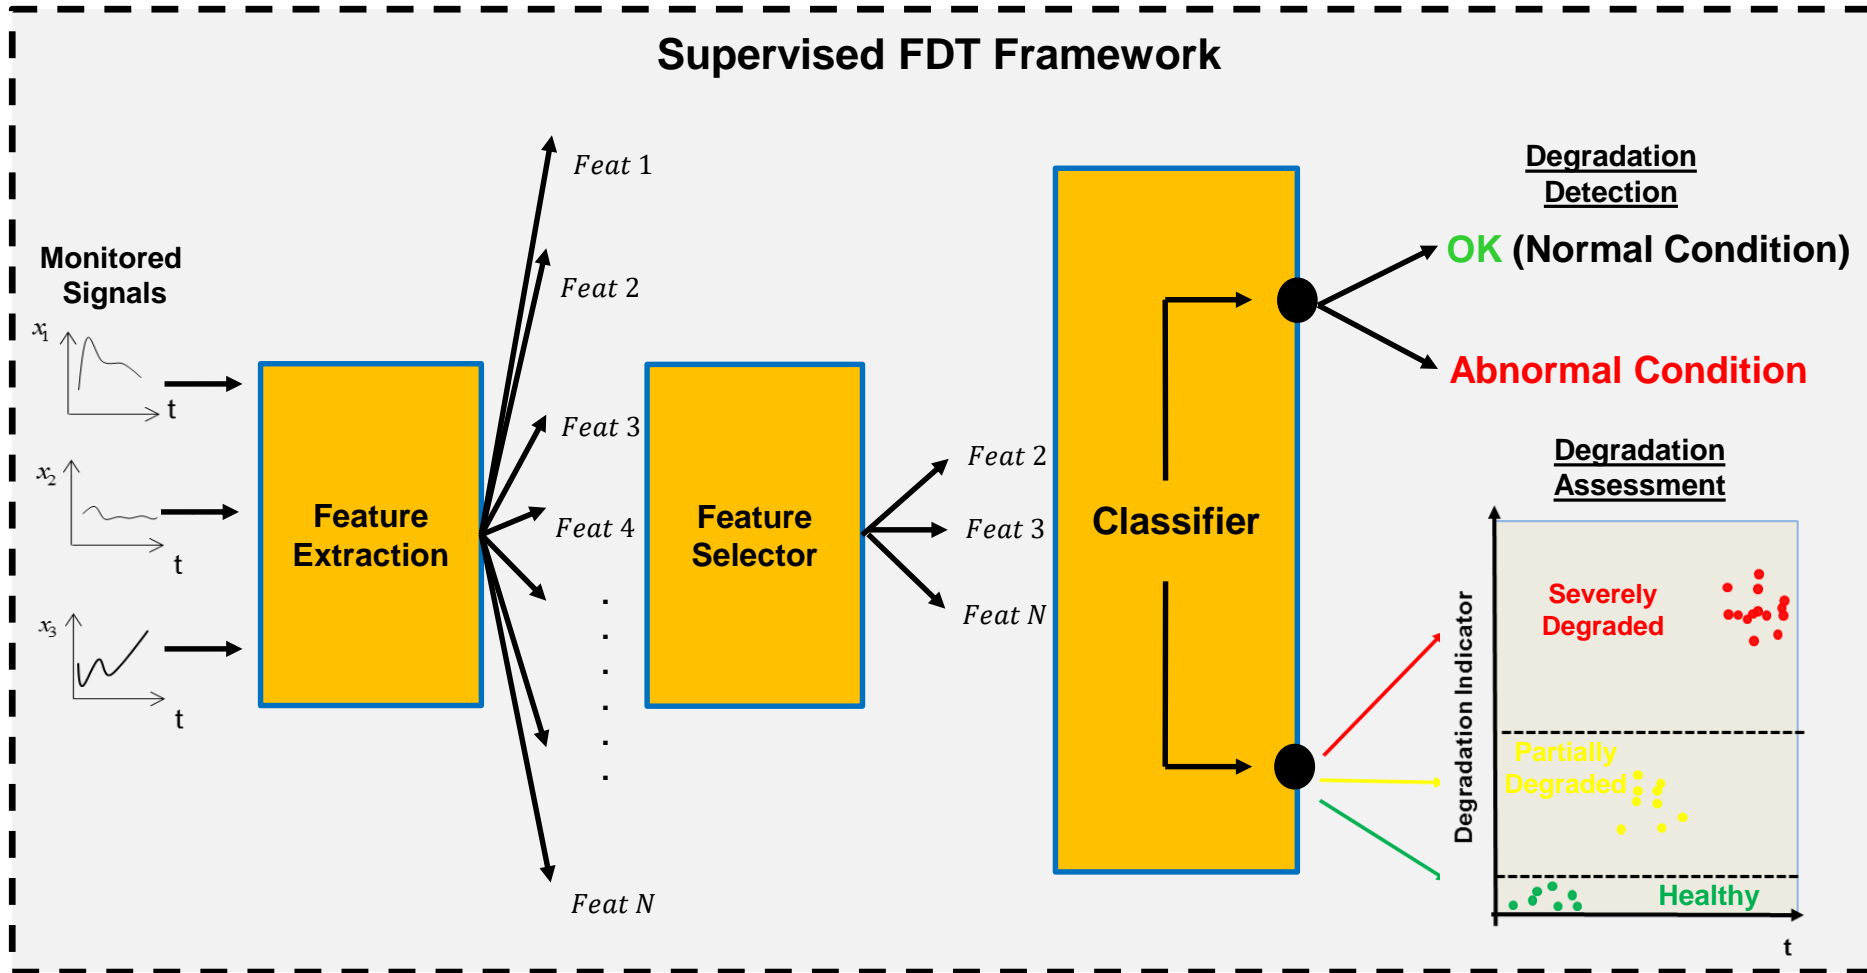 Supervised FDT Framework
Monitored
Signals
x1
t
x2
t
x3
t
Feature
Extraction
Feat 1
Feat 2
Feat 3
Feat 4
.
.
.
.
.
.
Feat N
Feature
Selector
Feat 2
Feat 3
Feat N
Classifier
Degradation
Detection
OK (Normal Condition)
Abnormal Condition
Degradation
Assessment
Degradation Indicator
Severely
Degraded
Partially
Degraded
Healthy
t